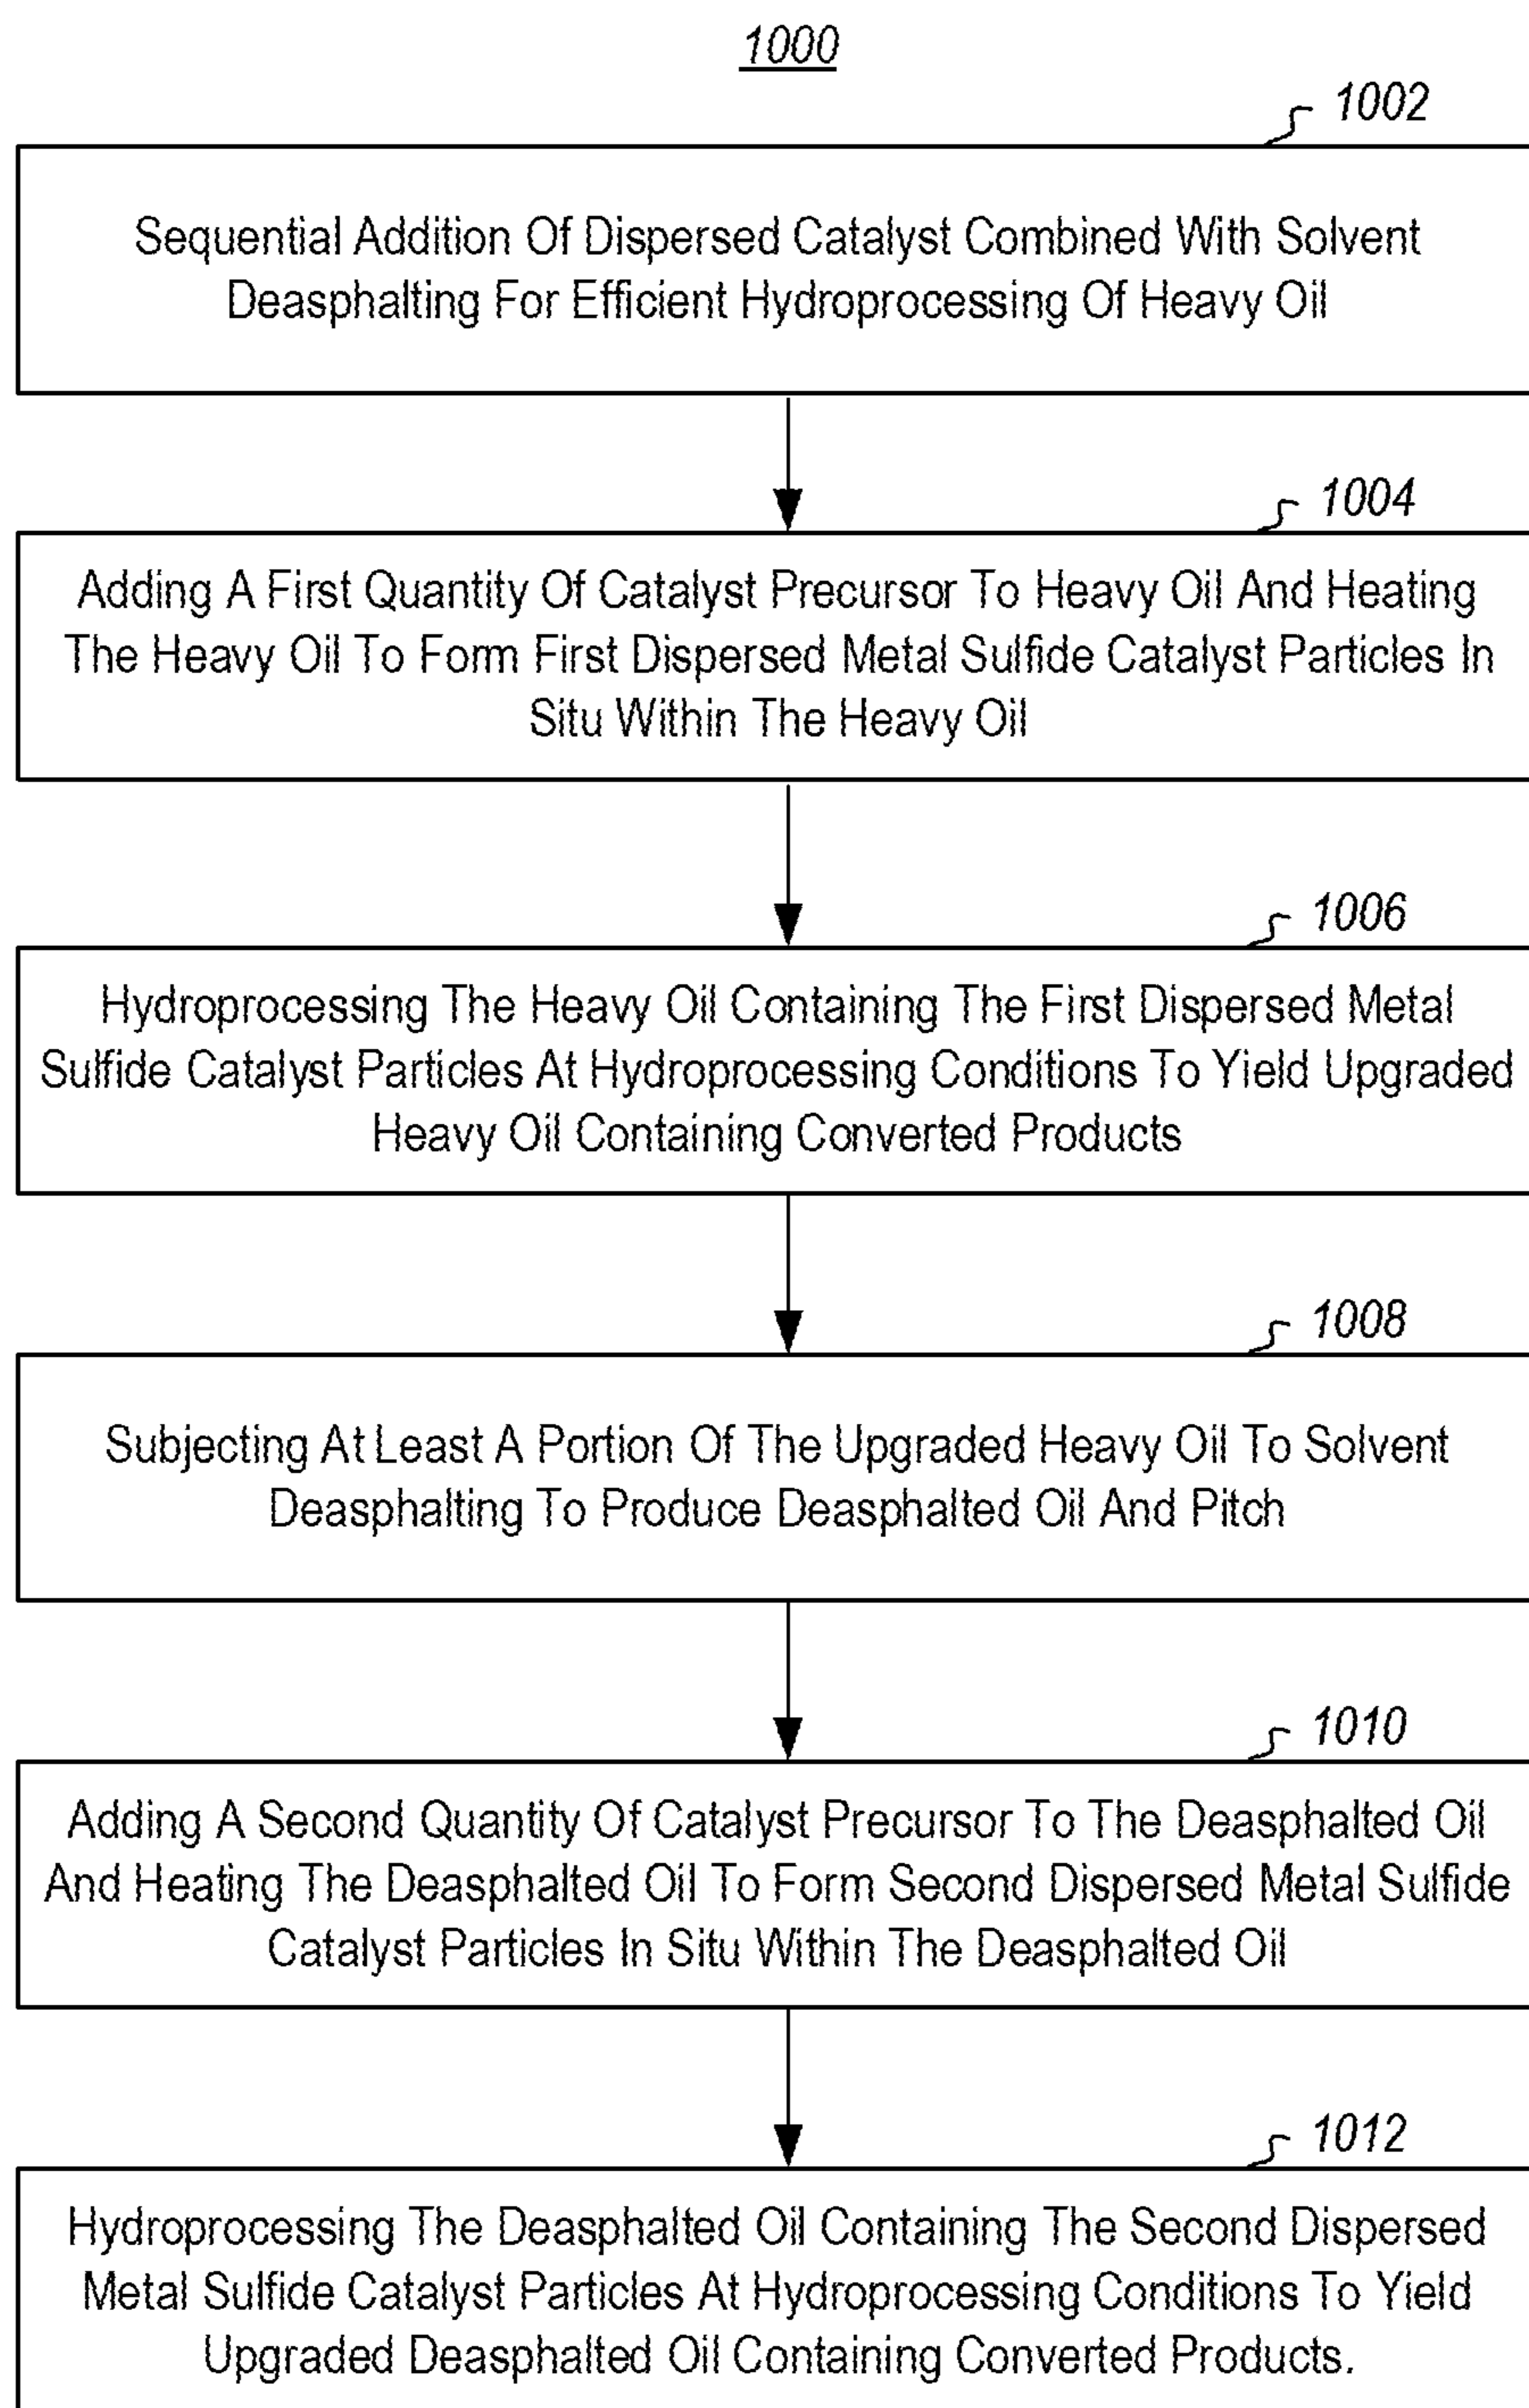 1000
1002
Sequential Addition Of Dispersed Catalyst Combined With Solvent
Deasphalting For Efficient Hydroprocessing Of Heavy Oil
1004
Adding A First Quantity Of Catalyst Precursor To Heavy Oil And Heating
The Heavy Oil To Form First Dispersed Metal Sulfide Catalyst Particles In
Situ Within The Heavy Oil
1006
Hydroprocessing The Heavy Oil Containing The First Dispersed Metal
Sulfide Catalyst Particles At Hydroprocessing Conditions To Yield Upgraded
Heavy Oil Containing Converted Products
1008
Subjecting At Least A Portion Of The Upgraded Heavy Oil To Solvent
Deasphalting To Produce Deasphalted Oil And Pitch
1010
Adding A Second Quantity Of Catalyst Precursor To The Deasphalted Oil
And Heating The Deasphalted Oil To Form Second Dispersed Metal Sulfide
Catalyst Particles In Situ Within The Deasphalted Oil
1012
Hydroprocessing The Deasphalted Oil Containing The Second Dispersed
Metal Sulfide Catalyst Particles At Hydroprocessing Conditions To Yield
Upgraded Deasphalted Oil Containing Converted Products.